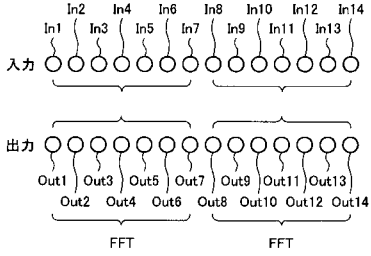 In2 In4 In6 In8 In10 In12 In14
In1 In3 In5 In7 In9 In11 In13
入力
出力
Out1 Out3 Out5 Out7 Out9 Out11 Out13
Out2 Out4 Out6 Out8 Out10 Out12 Out14
FFT FFT